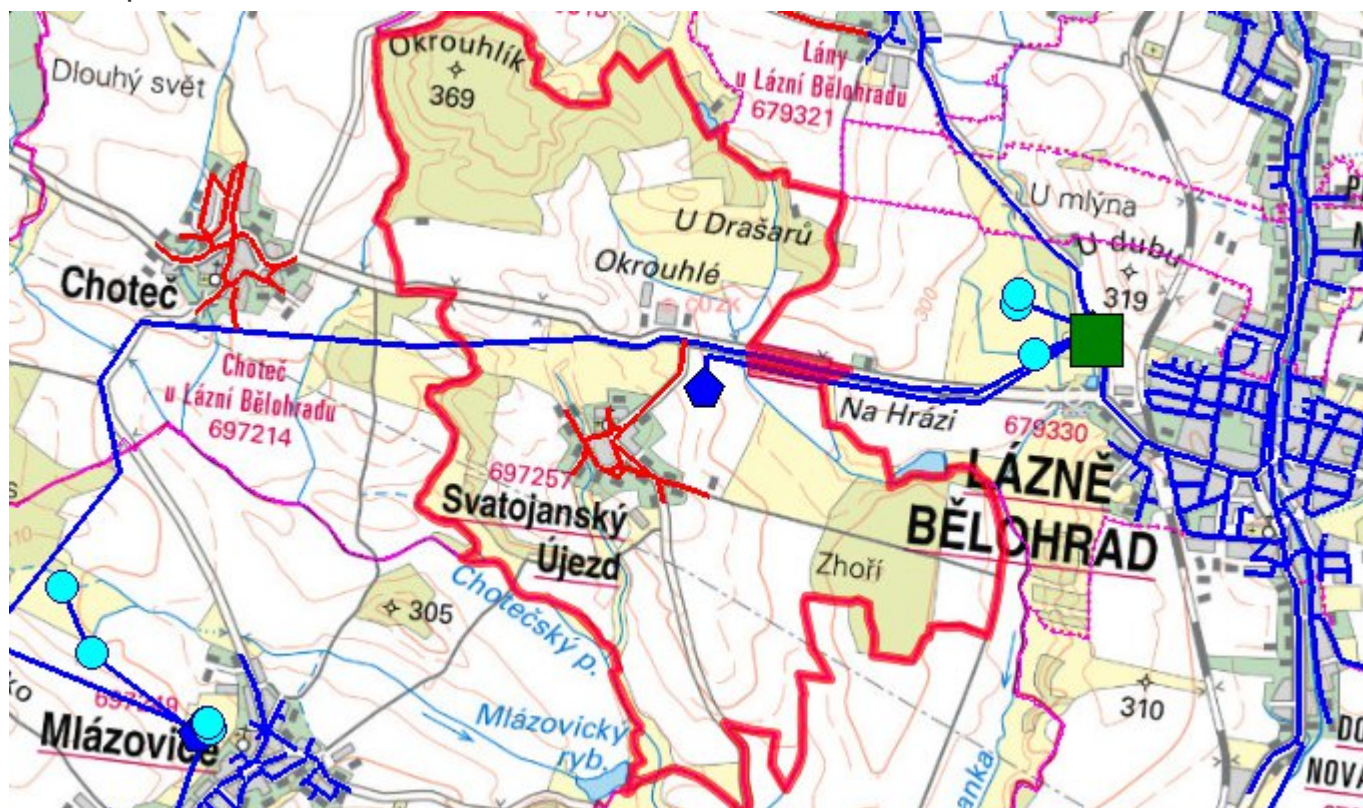 Okrouhlík
369
Dlouhý svět
Lány
u Lázní Bělohradu
679321
U mlýna
U dubu
319
U Drašarů
Okrouhlé
300
Choteč
Choteč
u Lázní Bělohradu
697214
Na Hrázi
679330
LÁZNĚ
BĚLOHRAD
697257
Svatojanský
Újezd
Zhoří
Chotečský p.
305
310
Mlázovický
ryb.
Mlázovice